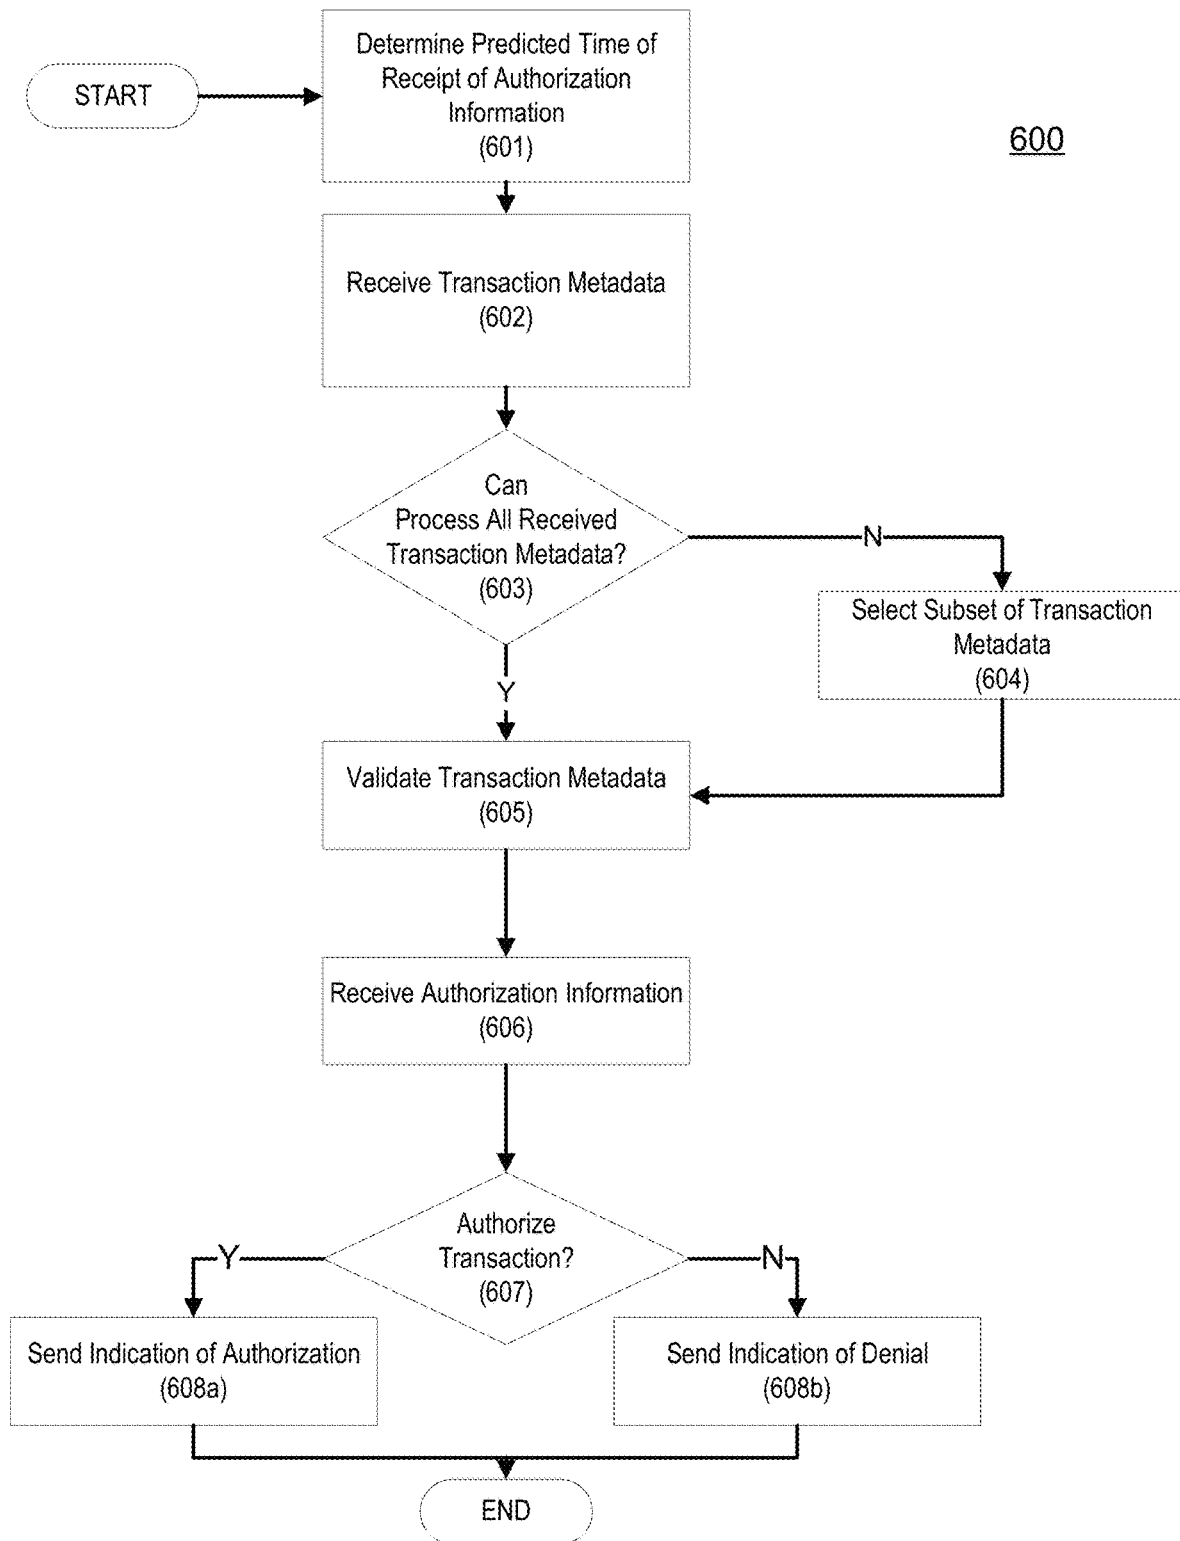 Determine Predicted Time of
Receipt of Authorization
Information
(601)
START
600
Receive Transaction Metadata
(602)
Can
Process All Received
Transaction Metadata?
(603)
N
Select Subset of Transaction
Metadata
(604)
Y
Validate Transaction Metadata
(605)
Receive Authorization Information
(606)
Authorize
Transaction?
(607)
Y
N
Send Indication of Authorization
(608a)
Send Indication of Denial
(608b)
END